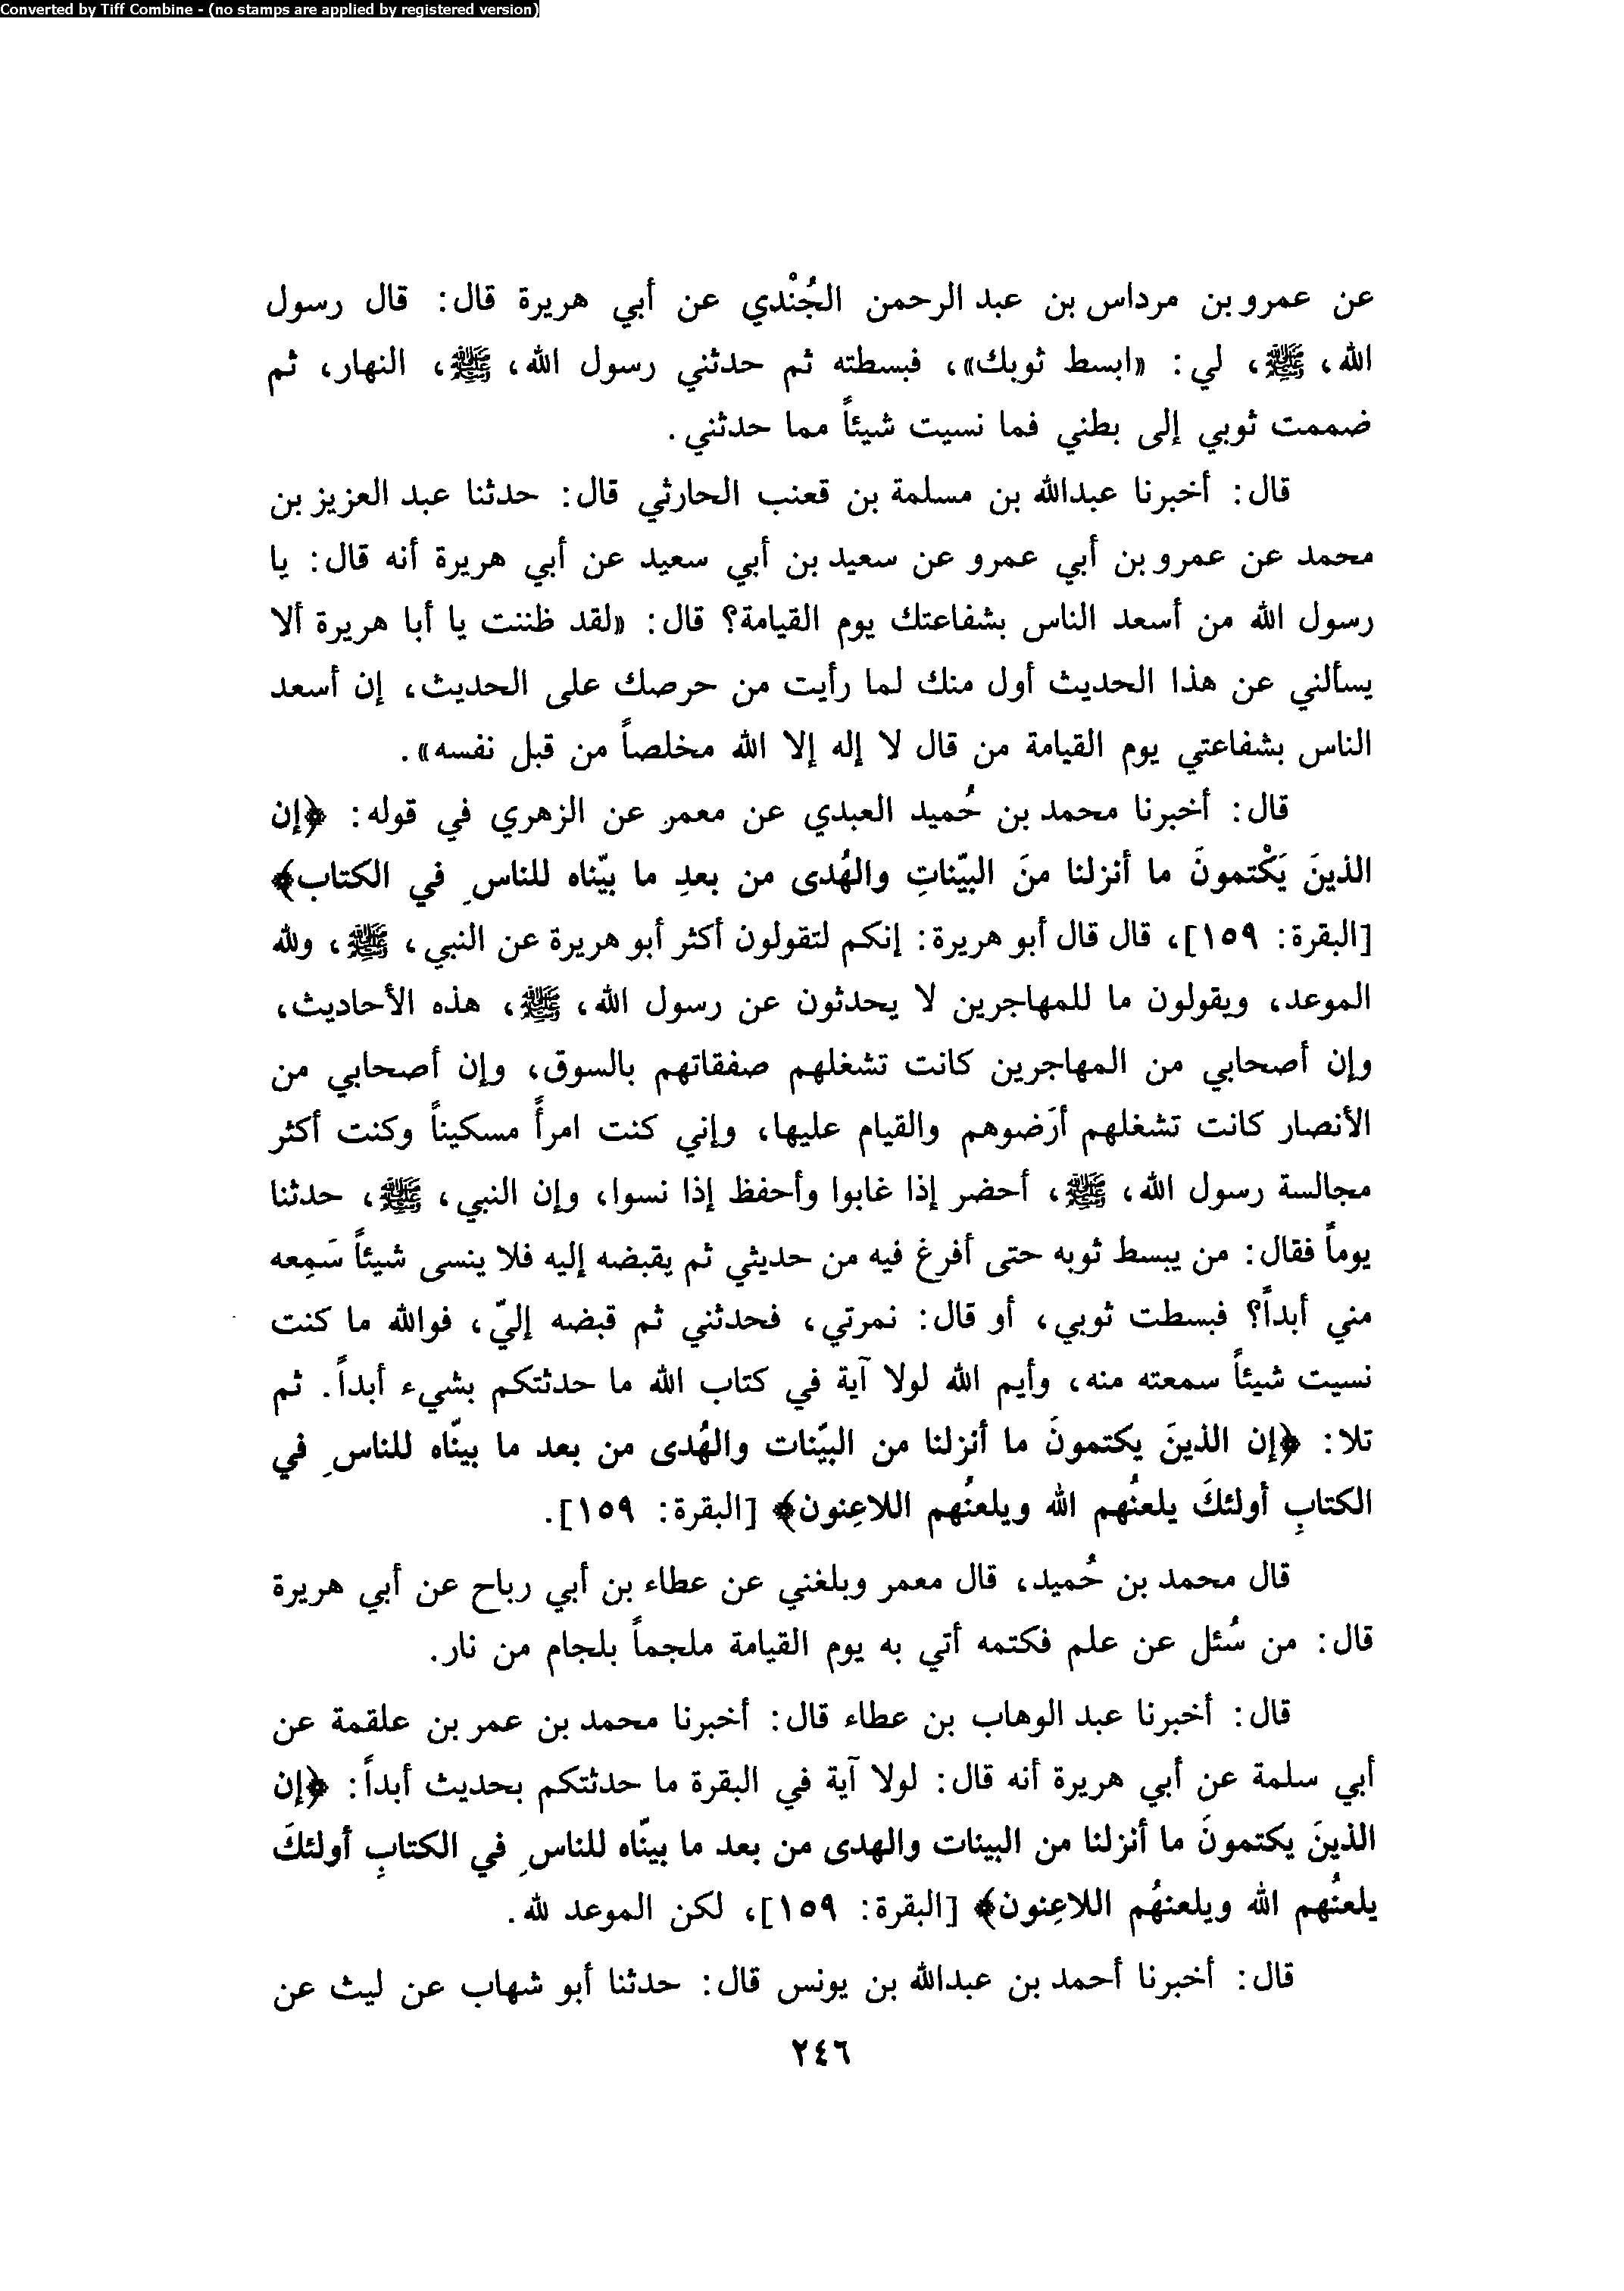 Converted by Tiff Combine - (no stamps are applied by registered version)
عن عمرو بن مرداس بن عبد الرحمن الجُنْدي عن أبي هريرة قال: قال رسول
الله، ﷺ، لي: «ابسط ثوبك»، فبسطته ثم حدثني رسول الله، ﷺ، النهار، ثم
ضممت ثوبي إلى بطني فما نسيت شيئاً مما حدثني.
قال: أخبرنا عبدالله بن مسلمة بن قعنب الحارثي قال: حدثنا عبد العزيز بن
محمد عن عمرو بن أبي عمرو عن سعيد بن أبي سعيد عن أبي هريرة أنه قال: يا
رسول الله من أسعد الناس بشفاعتك يوم القيامة؟ قال: «لقد ظننت يا أبا هريرة ألا
يسألني عن هذا الحديث أول منك لما رأيت من حرصك على الحديث، إن أسعد
الناس بشفاعتي يوم القيامة من قال لا إله إلا الله مخلصاً من قبل نفسه».
قال: أخبرنا محمد بن حُميد العبدي عن معمر عن الزهري في قوله: ﴿إن
الذينَ يَكْتمونَ ما أنزلنا منَ البيّناتِ والهُدى من بعدِ ما بيّناه للناسِ في الكتاب﴾
[البقرة: ١٥٩]، قال قال أبو هريرة: إنكم لتقولون أكثر أبو هريرة عن النبي، ﷺ، ولله
الموعد، ويقولون ما للمهاجرين لا يحدثون عن رسول الله، ﷺ، هذه الأحاديث،
وإن أصحابي من المهاجرين كانت تشغلهم صفقاتهم بالسوق، وإن أصحابي من
الأنصار كانت تشغلهم أرَضوهم والقيام عليها، وإني كنت امرأً مسكيناً وكنت أكثر
مجالسة رسول الله، ﷺ، أحضر إذا غابوا وأحفظ إذا نسوا، وإن النبي، ﷺ، حدثنا
يوماً فقال: من يبسط ثوبه حتى أفرغ فيه من حديثي ثم يقبضه إليه فلا ينسى شيئاً سَمِعه
مني أبداً؟ فبسطت ثوبي، أو قال: نمرتي، فحدثني ثم قبضه إليّ، فوالله ما كنت
نسيت شيئاً سمعته منه، وأيم الله لولا آية في كتاب الله ما حدثتكم بشيء أبداً. ثم
تلا: ﴿إن الذينَ يكتمونَ ما أنزلنا من البيّنات والهُدى من بعد ما بينّاه للناسِ في
الكتابِ أولئكَ يلعنُهم الله ويلعنُهم اللاعِنون﴾ [البقرة: ١٥٩].
قال محمد بن حُميد، قال معمر وبلغني عن عطاء بن أبي رباح عن أبي هريرة
قال: من سُئل عن علم فكتمه أتي به يوم القيامة ملجماً بلجام من نار.
قال: أخبرنا عبد الوهاب بن عطاء قال: أخبرنا محمد بن عمر بن علقمة عن
أبي سلمة عن أبي هريرة أنه قال: لولا آية في البقرة ما حدثتكم بحديث أبداً: ﴿إن
الذينَ يكتمونَ ما أنزلنا من البينات والهدى من بعد ما بينّاه للناسِ في الكتابِ أولئكَ
يلعنُهم الله ويلعنهُم اللاعِنون﴾ [البقرة: ١٥٩]، لكن الموعد لله.
قال: أخبرنا أحمد بن عبدالله بن يونس قال: حدثنا أبو شهاب عن ليث عن
٢٤٦